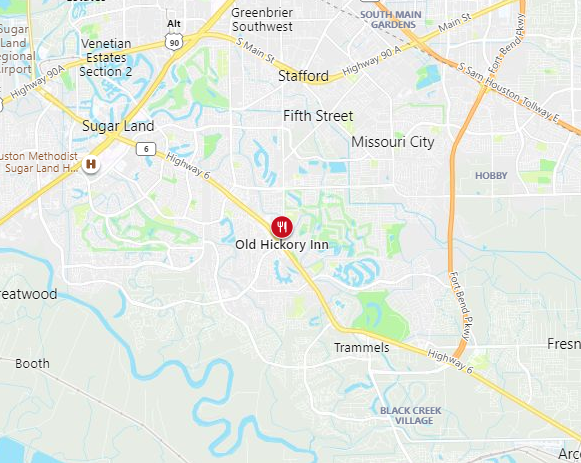 Greenbrier
Southwest
SOUTH MAIN
GARDENS
Main St
Fort Bend Pkwy
Alt
90
Sugar
Land
Regional
Airport
Venetian
Estates
Section 2
S Main St
Highway 90 A
Stafford
S. Sam Houston Tollway E
Highway 90A
Fifth Street
Sugar Land
Missouri City
6
Houston Methodist
Sugar Land H...
H
Highway 6
HOBBY
Old Hickory Inn
Fort Bend Pkwy
Greatwood
Trammels
Booth
Highway 6
Fresn
BLACK CREEK
VILLAGE
Arc